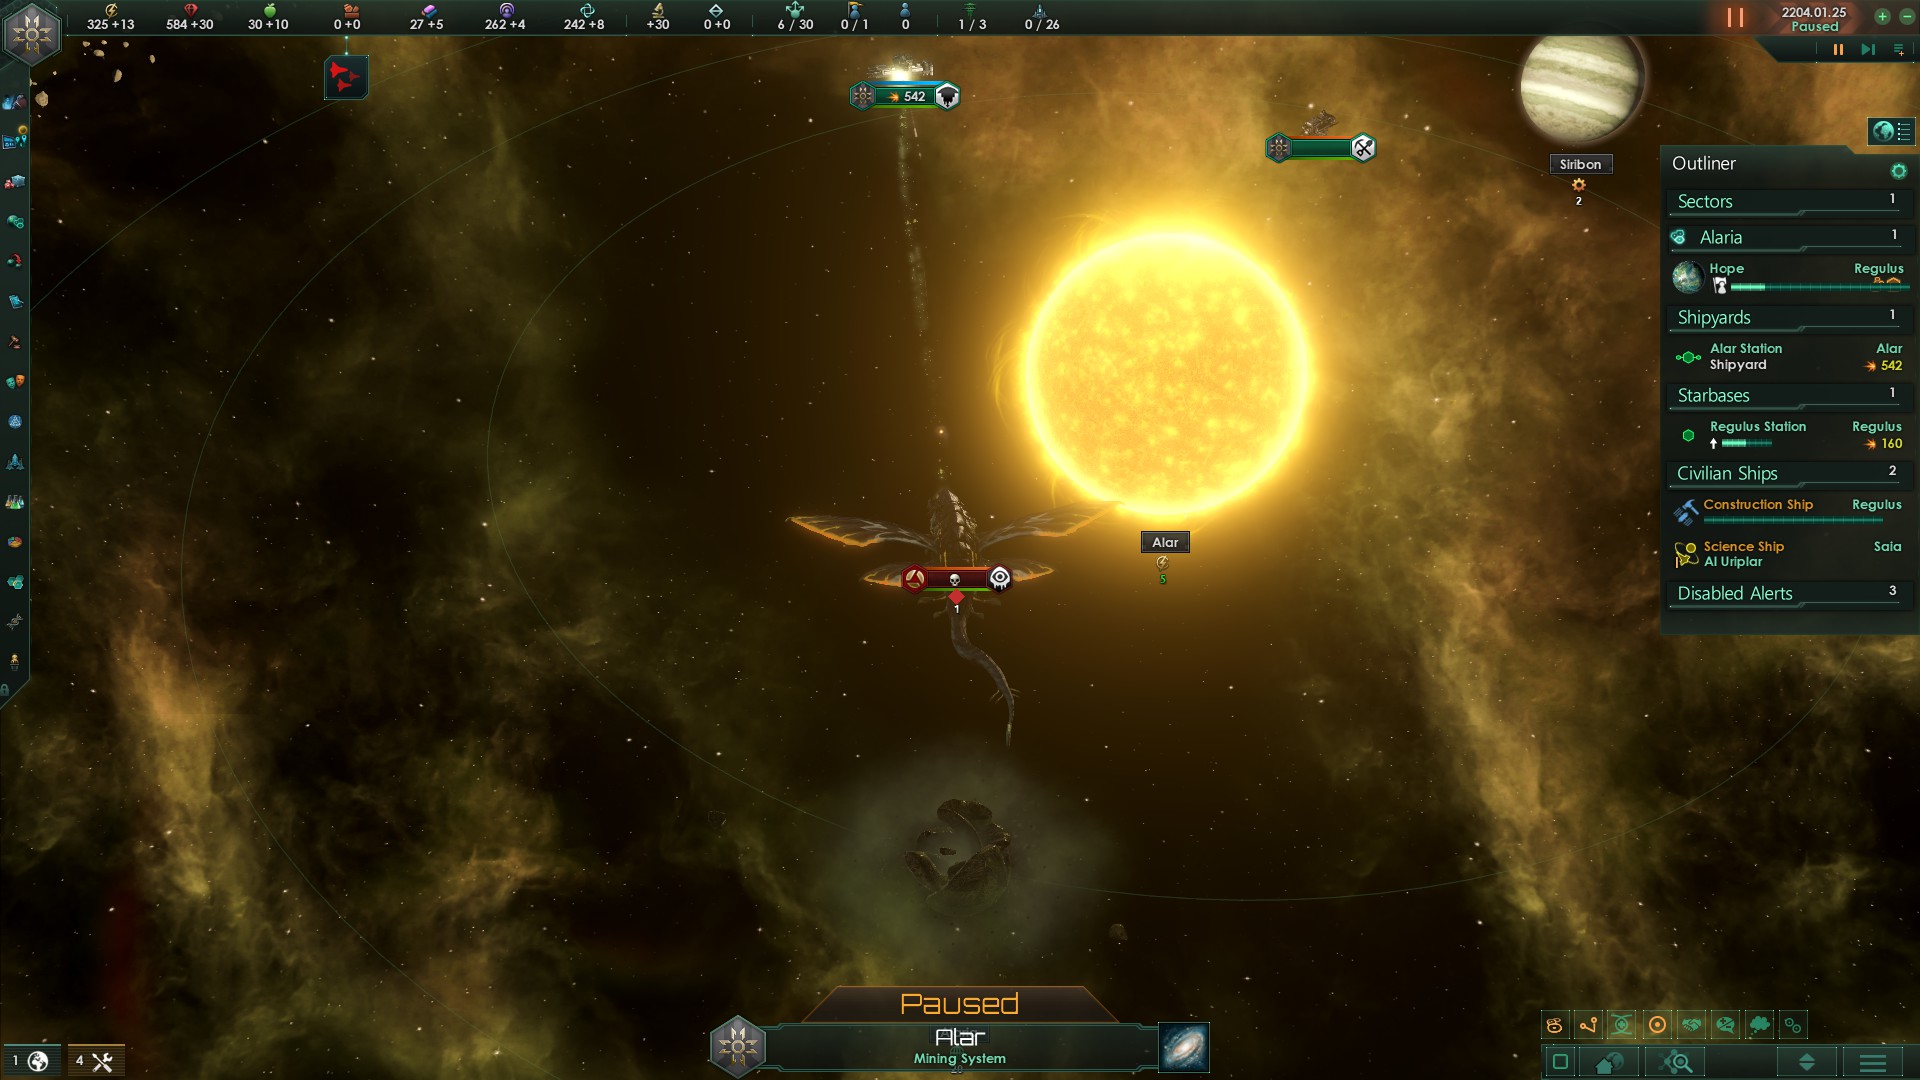 325 +13
584 +30
30 +10
0 +0
27 +5
262 +4
242 +8
+30
0 +0
6 / 30
0 / 1
0
1 / 3
0 / 26
2204.01.25
Paused
542
Siribon
2
Outliner
Sectors 1
Alaria 1
Hope Regulus
Shipyards 1
Alar Station Alar
Shipyard 542
Starbases 1
Regulus Station Regulus
160
Civilian Ships 2
Construction Ship Regulus
Science Ship Saia
Al Uriplar
Disabled Alerts 3
Alar
5
1
Paused
Alar
Mining System
1
4